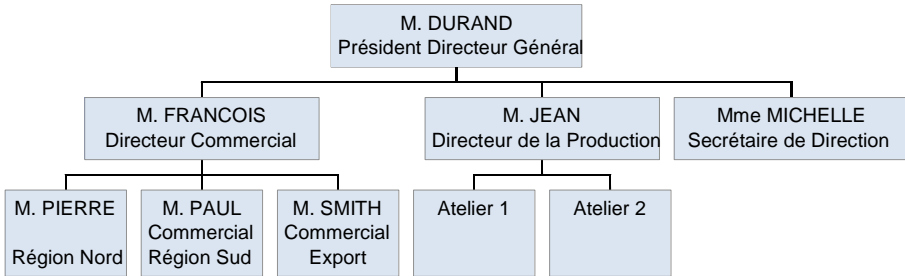 M. DURAND
Président Directeur Général
M. FRANCOIS
Directeur Commercial
M. JEAN
Directeur de la Production
Mme MICHELLE
Secrétaire de Direction
M. PIERRE
Région Nord
M. PAUL
Commercial
Région Sud
M. SMITH
Commercial
Export
Atelier 1
Atelier 2